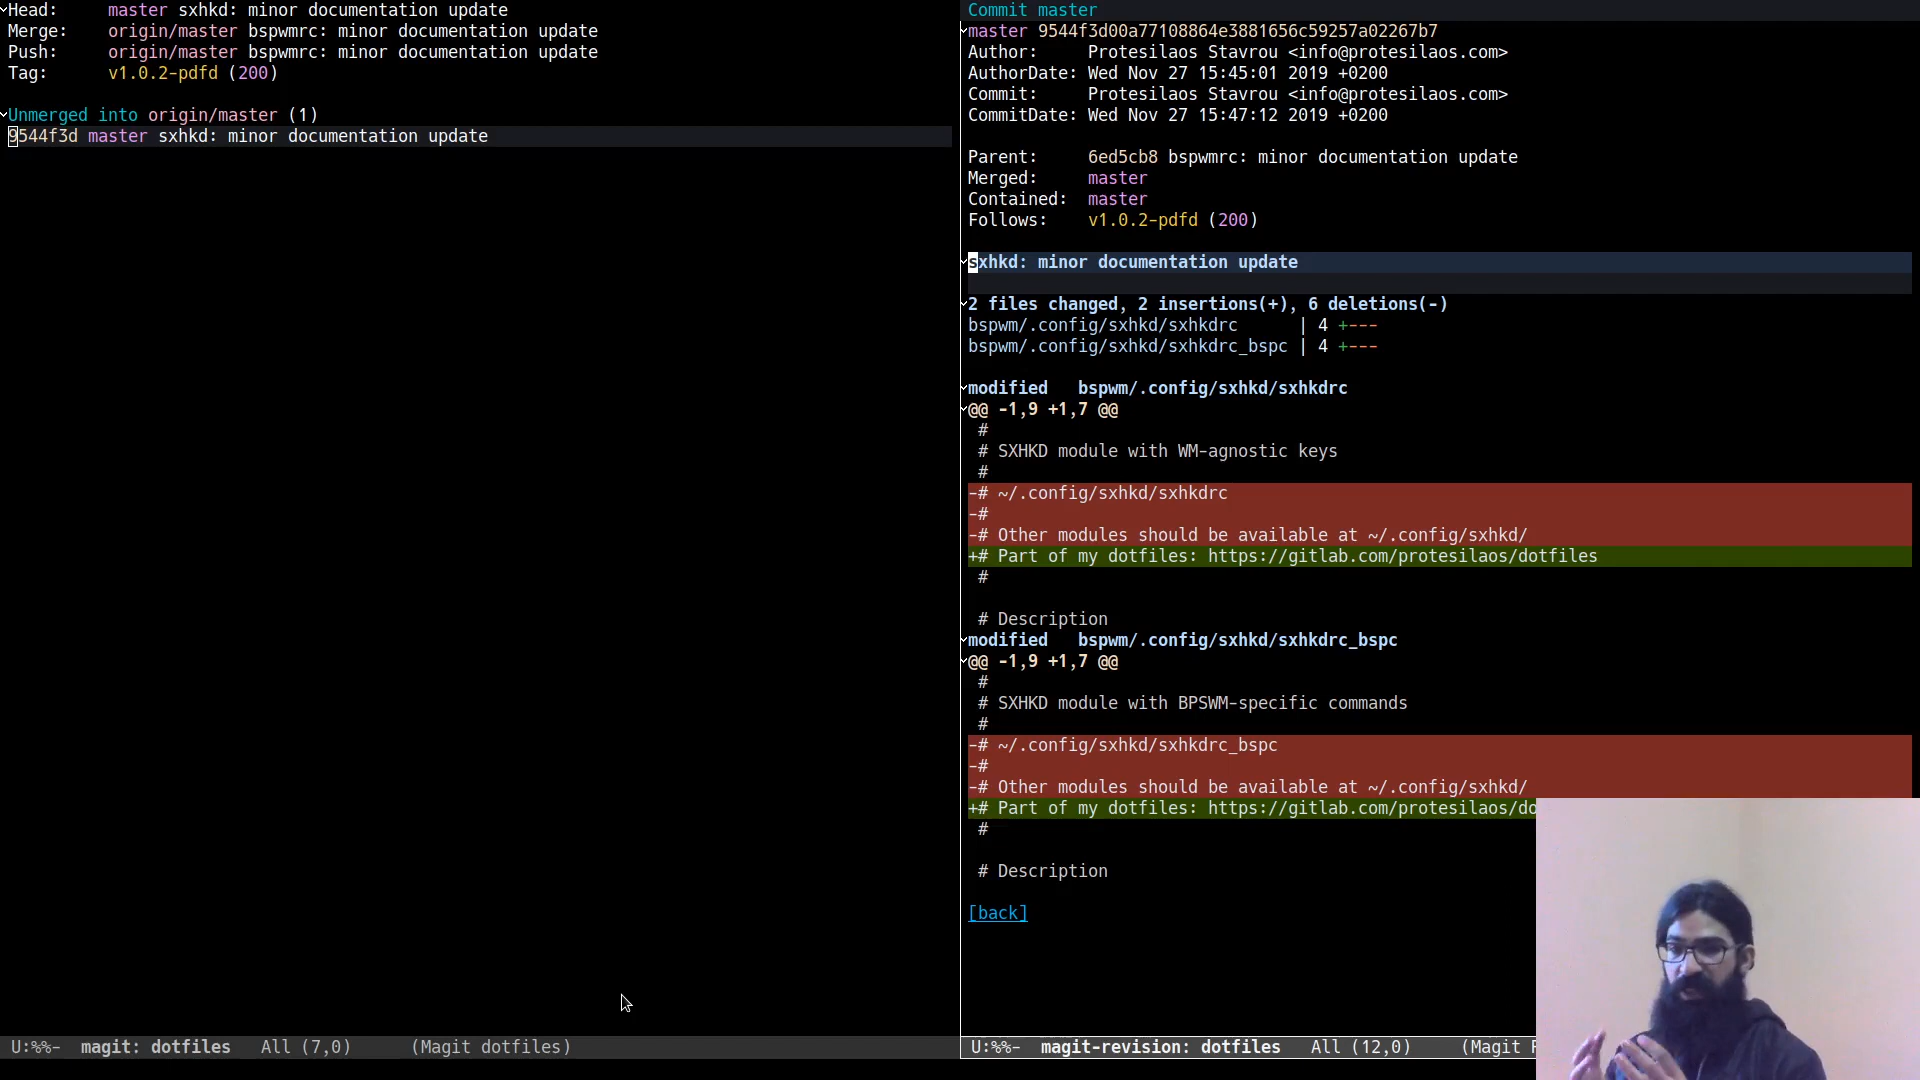 Head:     master sxhkd: minor documentation update
Merge:    origin/master bspwmrc: minor documentation update
Push:     origin/master bspwmrc: minor documentation update
Tag:      v1.0.2-pdfd (200)
Unmerged into origin/master (1)
9544f3d master sxhkd: minor documentation update
U:%%-  magit: dotfiles   All (7,0)      (Magit dotfiles)
Commit master
master 9544f3d00a77108864e3881656c59257a02267b7
Author:     Protesilaos Stavrou <info@protesilaos.com>
AuthorDate: Wed Nov 27 15:45:01 2019 +0200
Commit:     Protesilaos Stavrou <info@protesilaos.com>
CommitDate: Wed Nov 27 15:47:12 2019 +0200
Parent:     6ed5cb8 bspwmrc: minor documentation update
Merged:     master
Contained:  master
Follows:    v1.0.2-pdfd (200)
sxhkd: minor documentation update
2 files changed, 2 insertions(+), 6 deletions(-)
bspwm/.config/sxhkd/sxhkdrc      | 4 +---
bspwm/.config/sxhkd/sxhkdrc_bspc | 4 +---
modified   bspwm/.config/sxhkd/sxhkdrc
@@ -1,9 +1,7 @@
 #
 # SXHKD module with WM-agnostic keys
 #
-# ~/.config/sxhkd/sxhkdrc
-#
-# Other modules should be available at ~/.config/sxhkd/
+# Part of my dotfiles: https://gitlab.com/protesilaos/dotfiles
 #
 # Description
modified   bspwm/.config/sxhkd/sxhkdrc_bspc
@@ -1,9 +1,7 @@
 #
 # SXHKD module with BPSWM-specific commands
 #
-# ~/.config/sxhkd/sxhkdrc_bspc
-#
-# Other modules should be available at ~/.config/sxhkd/
+# Part of my dotfiles: https://gitlab.com/protesilaos/do
 #
 # Description
[back]
U:%%-  magit-revision: dotfiles   All (12,0)     (Magit